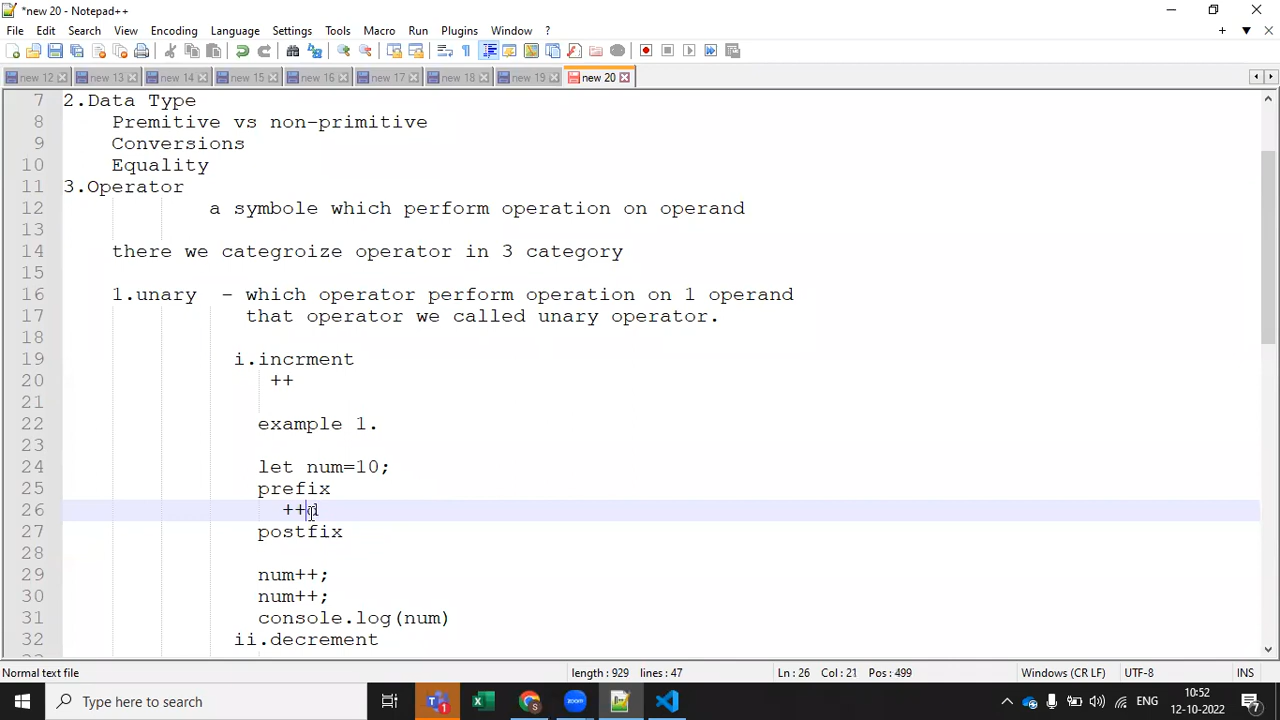 *new 20 - Notepad++
File Edit Search View Encoding Language Settings Tools Macro Run Plugins Window ?
new 12 new 13 new 14 new 15 new 16 new 17 new 18 new 19 new 20
7 2.Data Type
8 Premitive vs non-primitive
9 Conversions
10 Equality
11 3.Operator
12 a symbole which perform operation on operand
13
14 there we categroize operator in 3 category
15
16 1.unary - which operator perform operation on 1 operand
17 that operator we called unary operator.
18
19 i.incrment
20 ++
21
22 example 1.
23
24 let num=10;
25 prefix
26 ++
27 postfix
28
29 num++;
30 num++;
31 console.log(num)
32 ii.decrement
Normal text file length : 929 lines : 47 Ln : 26 Col : 21 Pos : 499 Windows (CR LF) UTF-8 INS
Type here to search ENG 10:52
12-10-2022 7